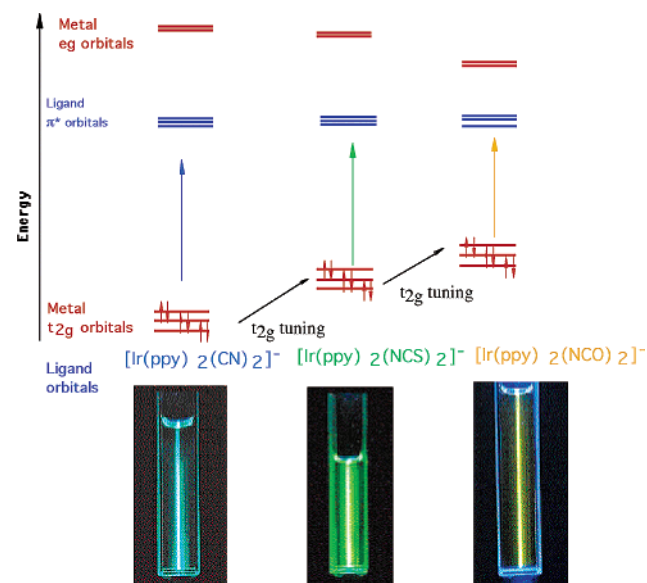 Metal
eg orbitals
Ligand
π* orbitals
Energy
Metal
t2g orbitals
t2g tuning
t2g tuning
Ligand
orbitals
[Ir(ppy) 2(CN) 2]-
[Ir(ppy) 2(NCS) 2]-
[Ir(ppy) 2(NCO) 2]-